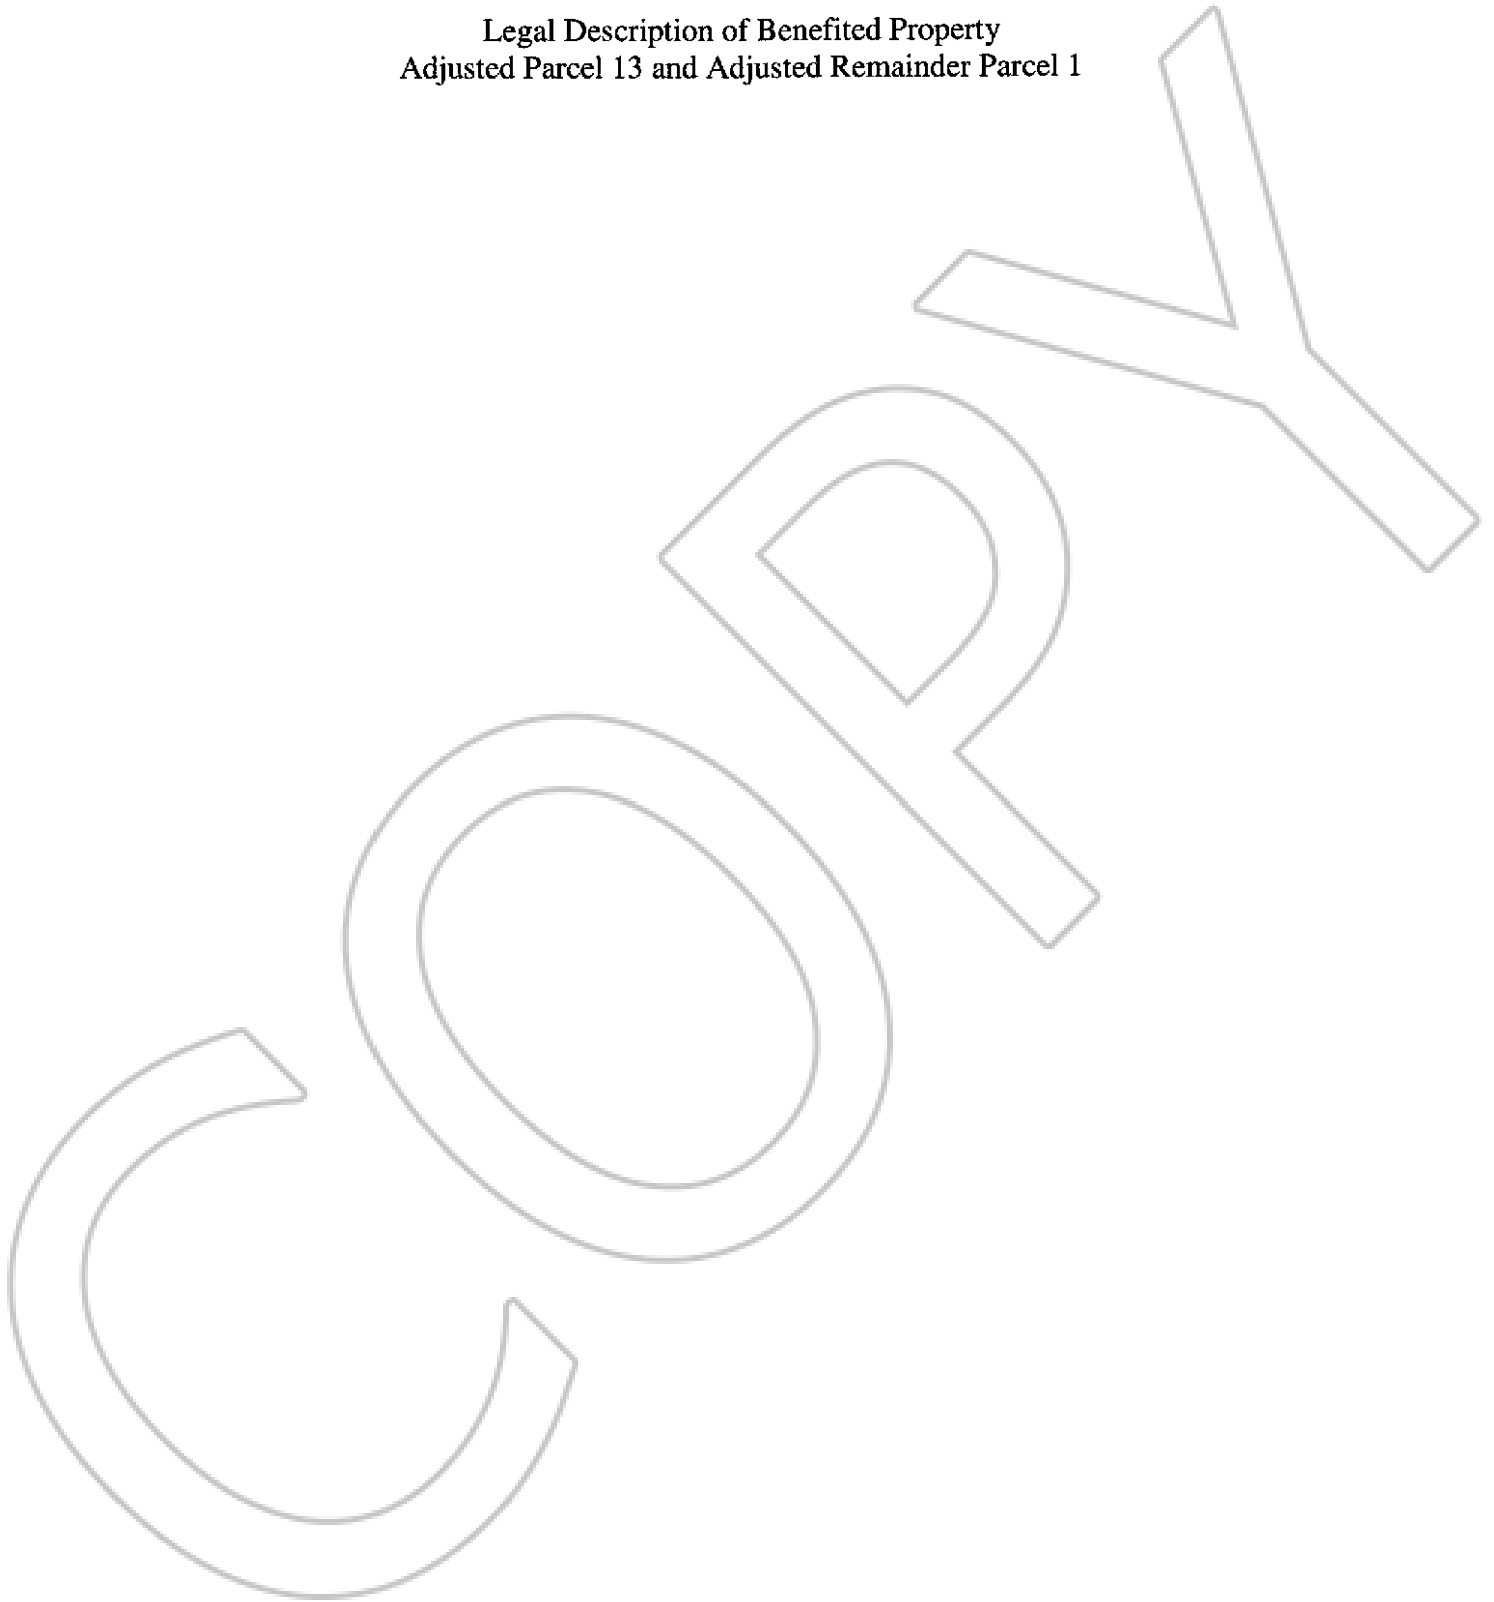 Legal Description of Benefited Property
Adjusted Parcel 13 and Adjusted Remainder Parcel 1
COPY